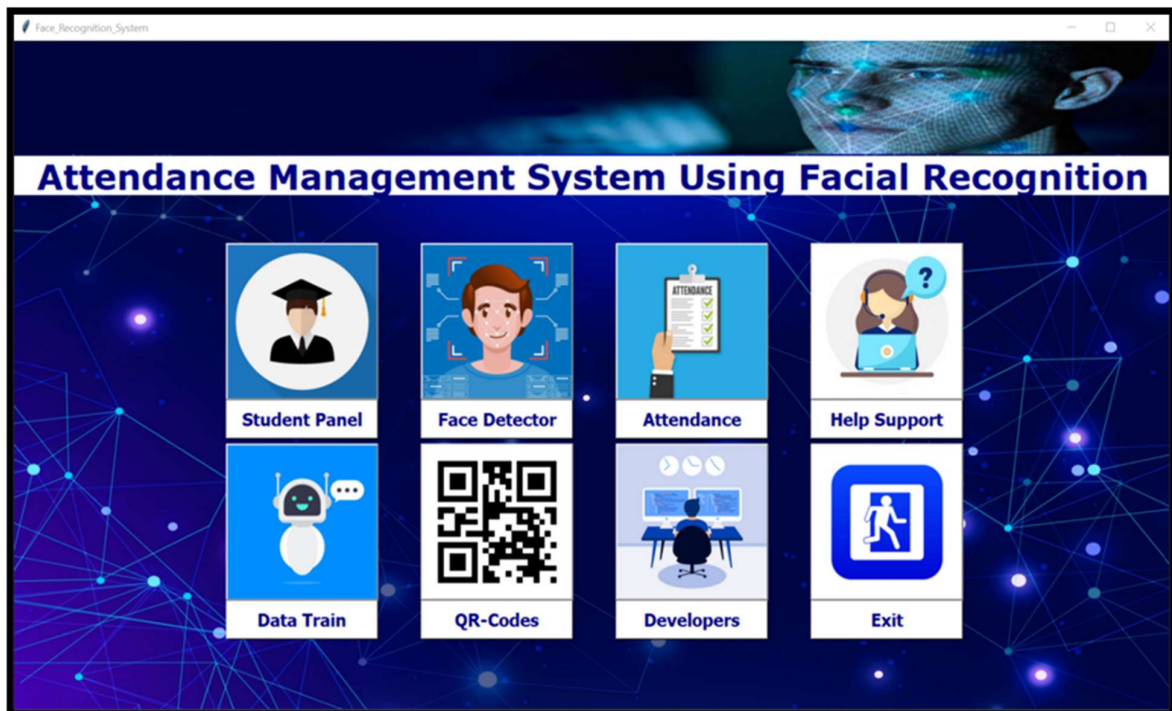 Face_Recognition_System
Attendance Management System Using Facial Recognition
ATTENDANCE
?
Student Panel
Face Detector
Attendance
Help Support
Data Train
QR-Codes
Developers
Exit